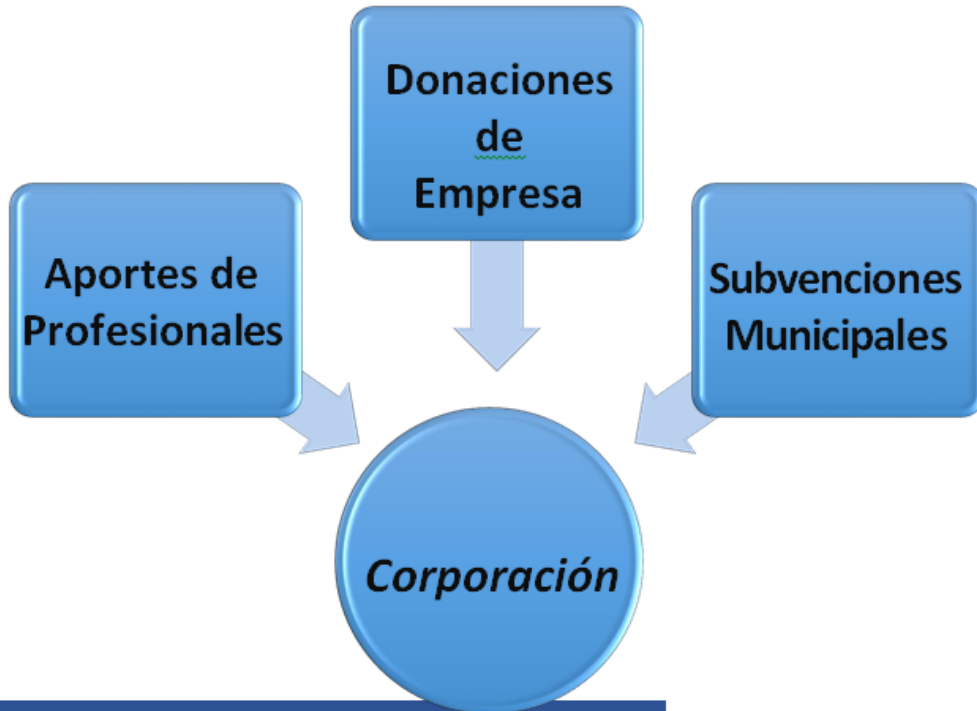 Donaciones
de
Empresa
Aportes de
Profesionales
Subvenciones
Municipales
Corporación